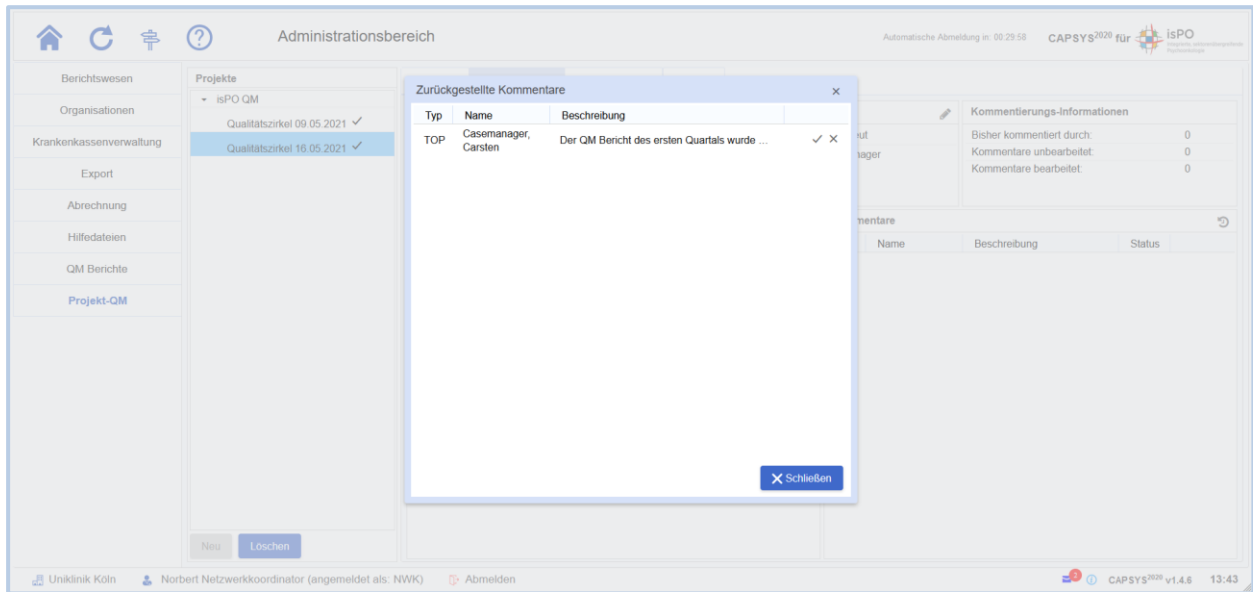 Administrationsbereich
Automatische Abmeldung in: 00:29:58
CAPSYS2020 für isPO
Berichtswesen
Organisationen
Krankenkassenverwaltung
Export
Abrechnung
Hilfedateien
QM Berichte
Projekt-QM
Projekte
isPO QM
Qualitätszirkel 09.05.2021
Qualitätszirkel 16.05.2021
Neu
Löschen
Zurückgestellte Kommentare
Typ Name Beschreibung
TOP Casemanager, Carsten Der QM Bericht des ersten Quartals wurde ...
Schließen
Kommentierungs-Informationen
Bisher kommentiert durch: 0
Kommentare unbearbeitet: 0
Kommentare bearbeitet: 0
Name Beschreibung Status
Uniklinik Köln
Norbert Netzwerkkoordinator (angemeldet als: NWK)
Abmelden
CAPSYS2020 v1.4.6
13:43